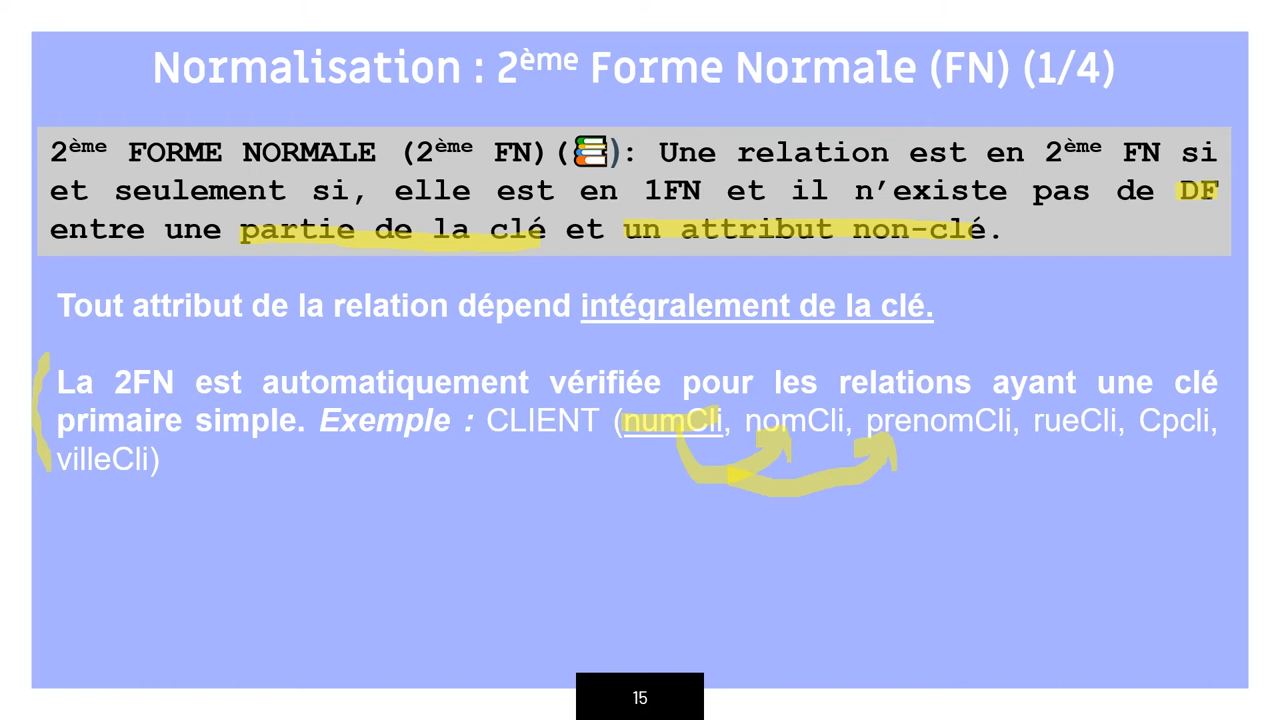 Normalisation : 2ème Forme Normale (FN) (1/4)
2ème FORME NORMALE (2ème FN)(📚): Une relation est en 2ème FN si
et seulement si, elle est en 1FN et il n’existe pas de DF
entre une partie de la clé et un attribut non-clé.
Tout attribut de la relation dépend intégralement de la clé.
La 2FN est automatiquement vérifiée pour les relations ayant une clé
primaire simple. Exemple : CLIENT (numCli, nomCli, prenomCli, rueCli, Cpcli,
villeCli)
15